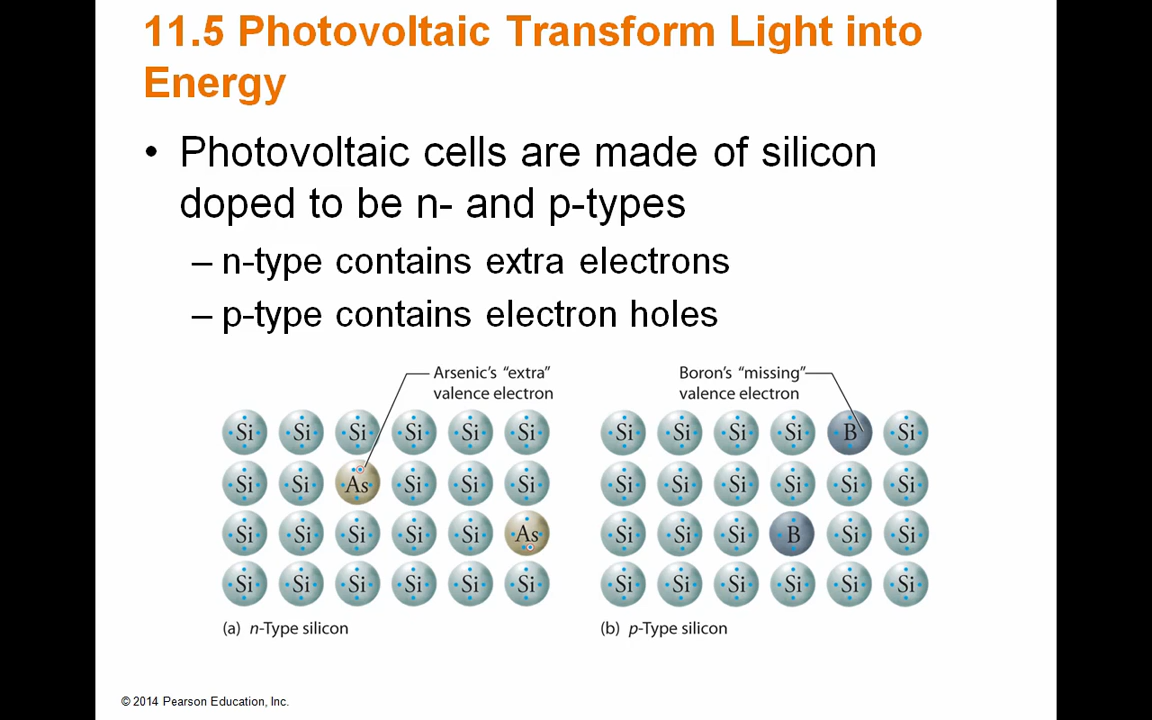 11.5 Photovoltaic Transform Light into
Energy
• Photovoltaic cells are made of silicon
doped to be n- and p-types
– n-type contains extra electrons
– p-type contains electron holes
Arsenic's “extra”
valence electron
Boron's “missing”
valence electron
Si Si Si Si Si Si
Si Si As Si Si Si
Si Si Si Si Si As
Si Si Si Si Si Si
(a) n-Type silicon
Si Si Si Si B Si
Si Si Si Si Si Si
Si Si Si B Si Si
Si Si Si Si Si Si
(b) p-Type silicon
© 2014 Pearson Education, Inc.